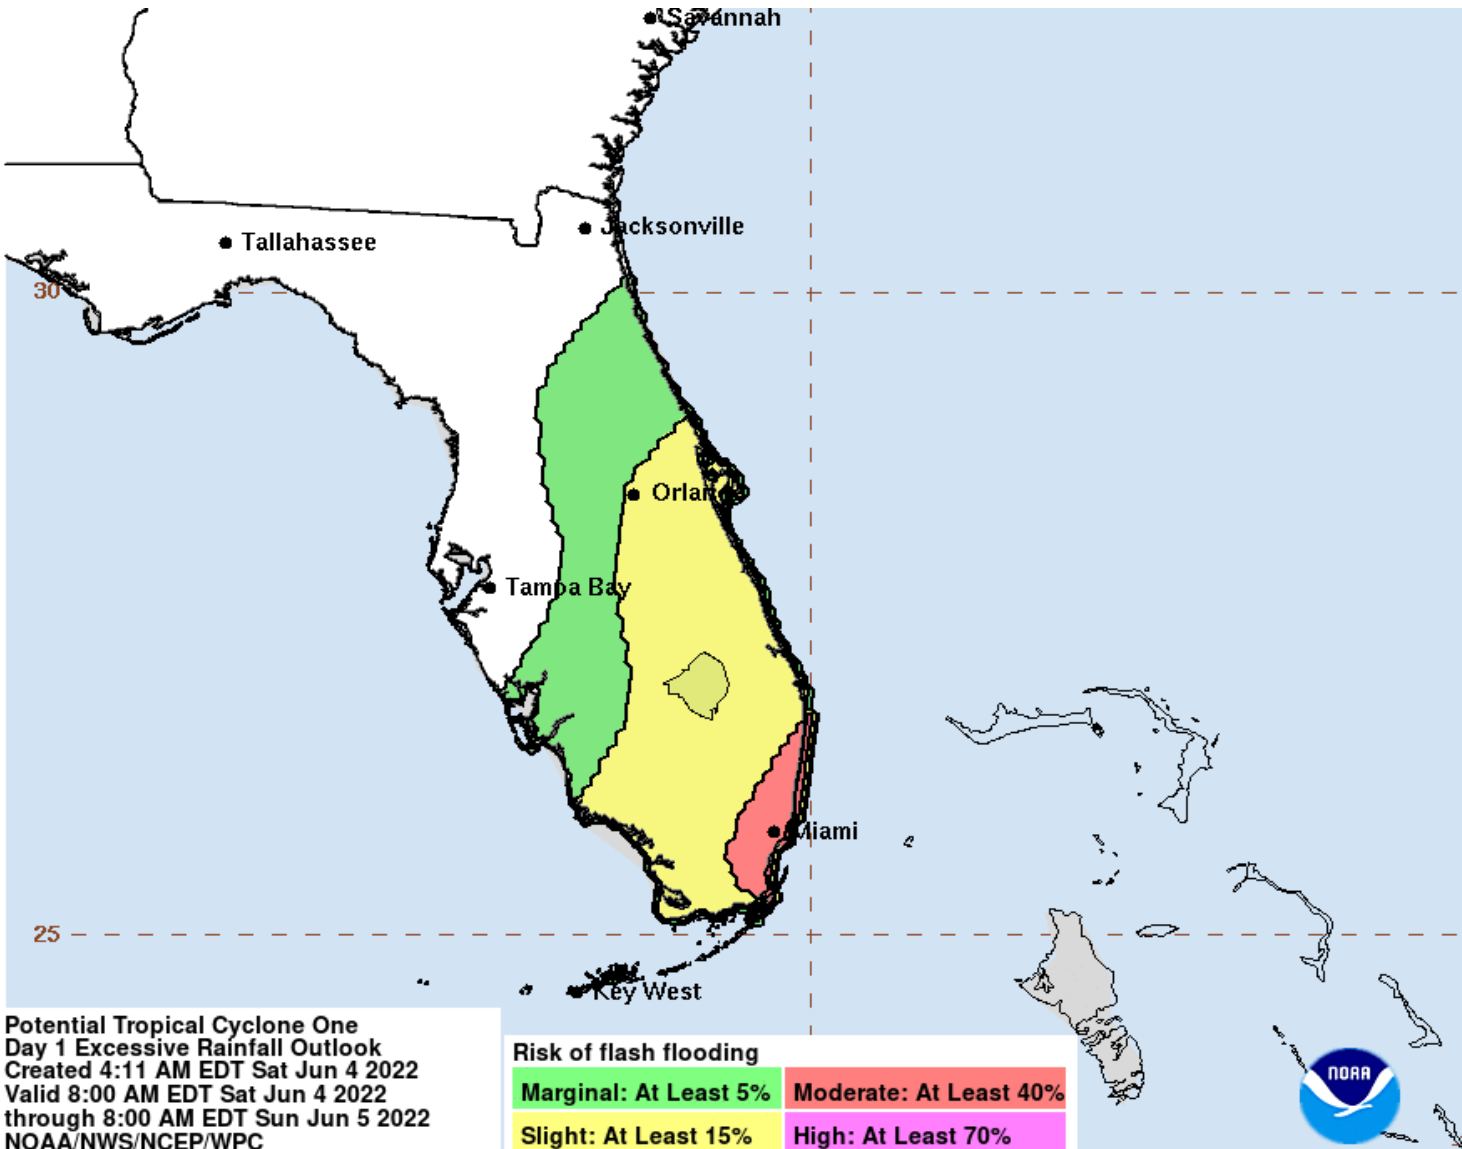 Savannah
Jacksonville
Tallahassee
30
Orlan
Tampa Bay
Miami
25
Key West
Potential Tropical Cyclone One
Day 1 Excessive Rainfall Outlook
Created 4:11 AM EDT Sat Jun 4 2022
Valid 8:00 AM EDT Sat Jun 4 2022
through 8:00 AM EDT Sun Jun 5 2022
NOAA/NWS/NCEP/WPC
Risk of flash flooding
Marginal: At Least 5%
Moderate: At Least 40%
Slight: At Least 15%
High: At Least 70%
NOAA